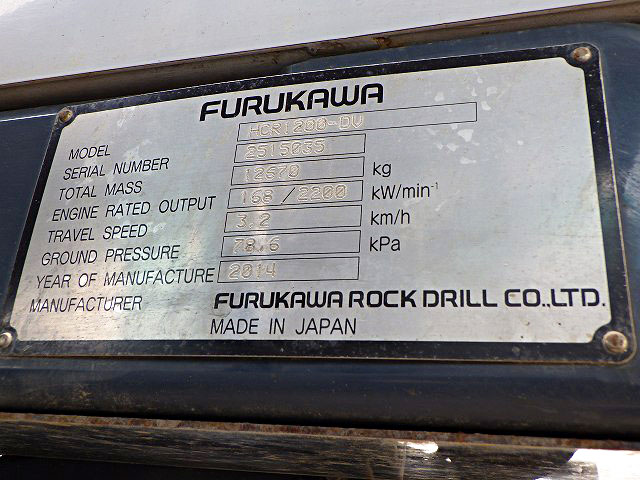 FURUKAWA
MODEL HCR1200-DV
SERIAL NUMBER 2515035
TOTAL MASS 12670 kg
ENGINE RATED OUTPUT 168 / 2200 kW/min⁻¹
TRAVEL SPEED 3.2 km/h
GROUND PRESSURE 78.6 kPa
YEAR OF MANUFACTURE 2014
MANUFACTURER FURUKAWA ROCK DRILL CO.,LTD.
MADE IN JAPAN